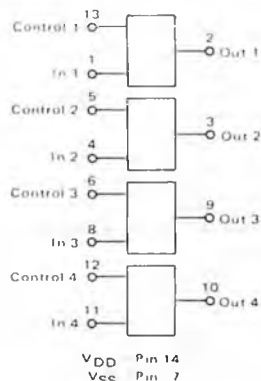 13
Control 1
2
Out 1
1
In 1
5
Control 2
3
Out 2
4
In 2
6
Control 3
9
Out 3
8
In 3
12
Control 4
10
Out 4
11
In 4
VDD Pin 14
VSS Pin 7